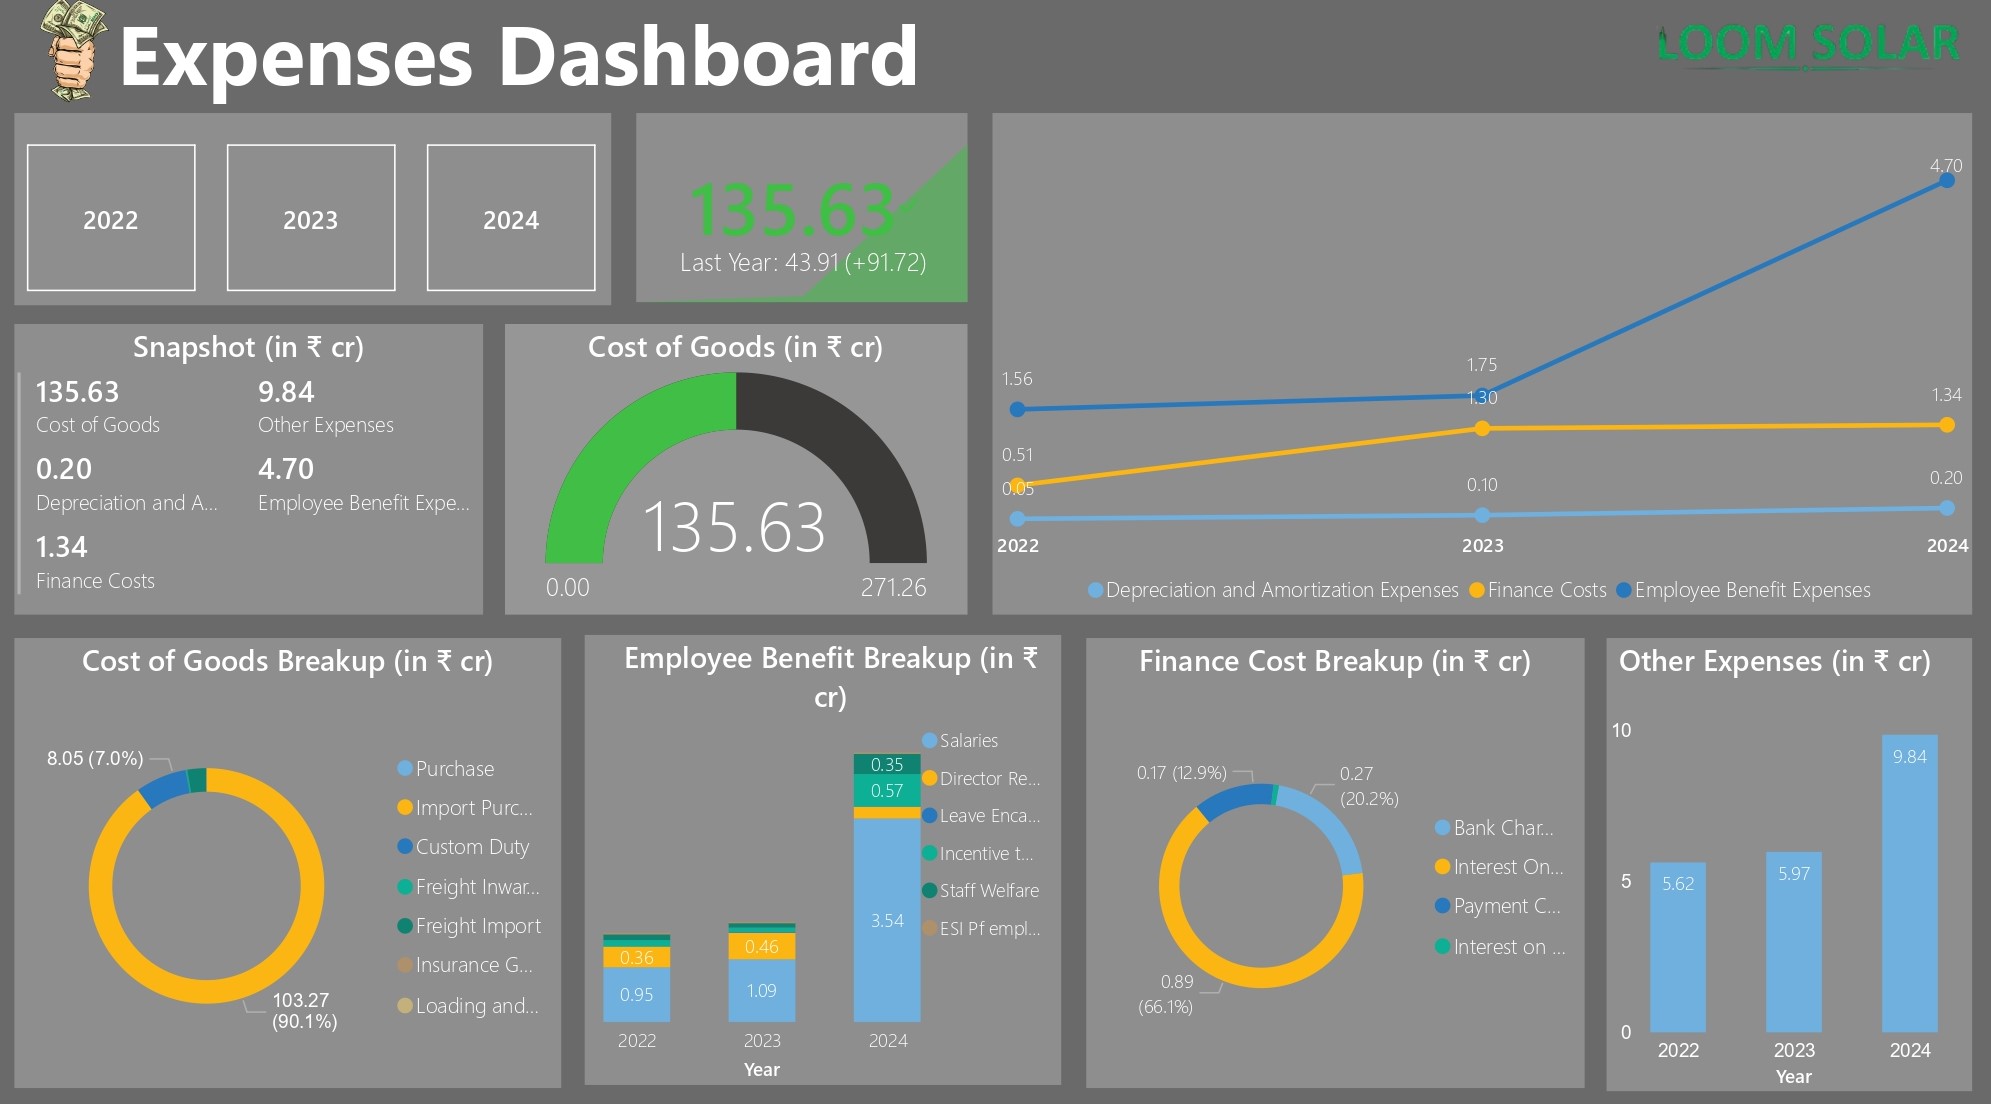 Expenses Dashboard
LOOM SOLAR
2022
2023
2024
135.63
Last Year: 43.91 (+91.72)
4.70
1.75
1.56
1.30
1.34
0.51
0.05
0.10
0.20
2022
2023
2024
Depreciation and Amortization Expenses
Finance Costs
Employee Benefit Expenses
Snapshot (in ₹ cr)
135.63
Cost of Goods
9.84
Other Expenses
0.20
Depreciation and A...
4.70
Employee Benefit Expe...
1.34
Finance Costs
Cost of Goods (in ₹ cr)
135.63
0.00
271.26
Cost of Goods Breakup (in ₹ cr)
8.05 (7.0%)
103.27
(90.1%)
Purchase
Import Purc...
Custom Duty
Freight Inwar...
Freight Import
Insurance G...
Loading and...
Employee Benefit Breakup (in ₹
cr)
0.36
0.95
0.46
1.09
0.35
0.57
3.54
2022
2023
2024
Year
Salaries
Director Re...
Leave Enca...
Incentive t...
Staff Welfare
ESI Pf empl...
Finance Cost Breakup (in ₹ cr)
0.17 (12.9%)
0.27
(20.2%)
0.89
(66.1%)
Bank Char...
Interest On...
Payment C...
Interest on ...
Other Expenses (in ₹ cr)
10
5
0
5.62
5.97
9.84
2022
2023
2024
Year